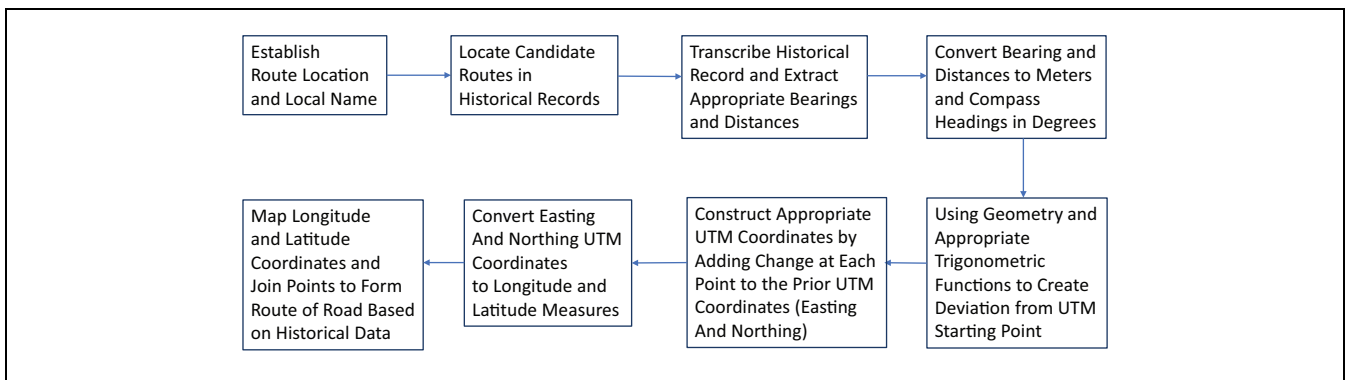 Establish
Route Location
and Local Name
Locate Candidate
Routes in
Historical Records
Transcribe Historical
Record and Extract
Appropriate Bearings
and Distances
Convert Bearing and
Distances to Meters
and Compass
Headings in Degrees
Using Geometry and
Appropriate
Trigonometric
Functions to Create
Deviation from UTM
Starting Point
Construct Appropriate
UTM Coordinates by
Adding Change at Each
Point to the Prior UTM
Coordinates (Easting
And Northing)
Convert Easting
And Northing UTM
Coordinates
to Longitude and
Latitude Measures
Map Longitude
and Latitude
Coordinates and
Join Points to Form
Route of Road Based
on Historical Data